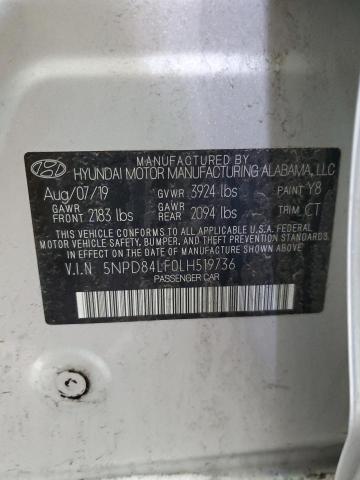 HYUNDAI MOTOR MANUFACTURING ALABAMA, LLC
Aug/07/19 GVWR 3924 lbs PAINT Y8
GAWR FRONT 2183 lbs GAWR REAR 2094 lbs TRIM CT
THIS VEHICLE CONFORMS TO ALL APPLICABLE U.S.A. FEDERAL
MOTOR VEHICLE SAFETY, BUMPER, AND THEFT PREVENTION
STANDARDS IN EFFECT ON THE DATE OF MANUFACTURE SHOWN ABOVE.
V.I.N 5NPD84LF0LH519736
PASSENGER CAR